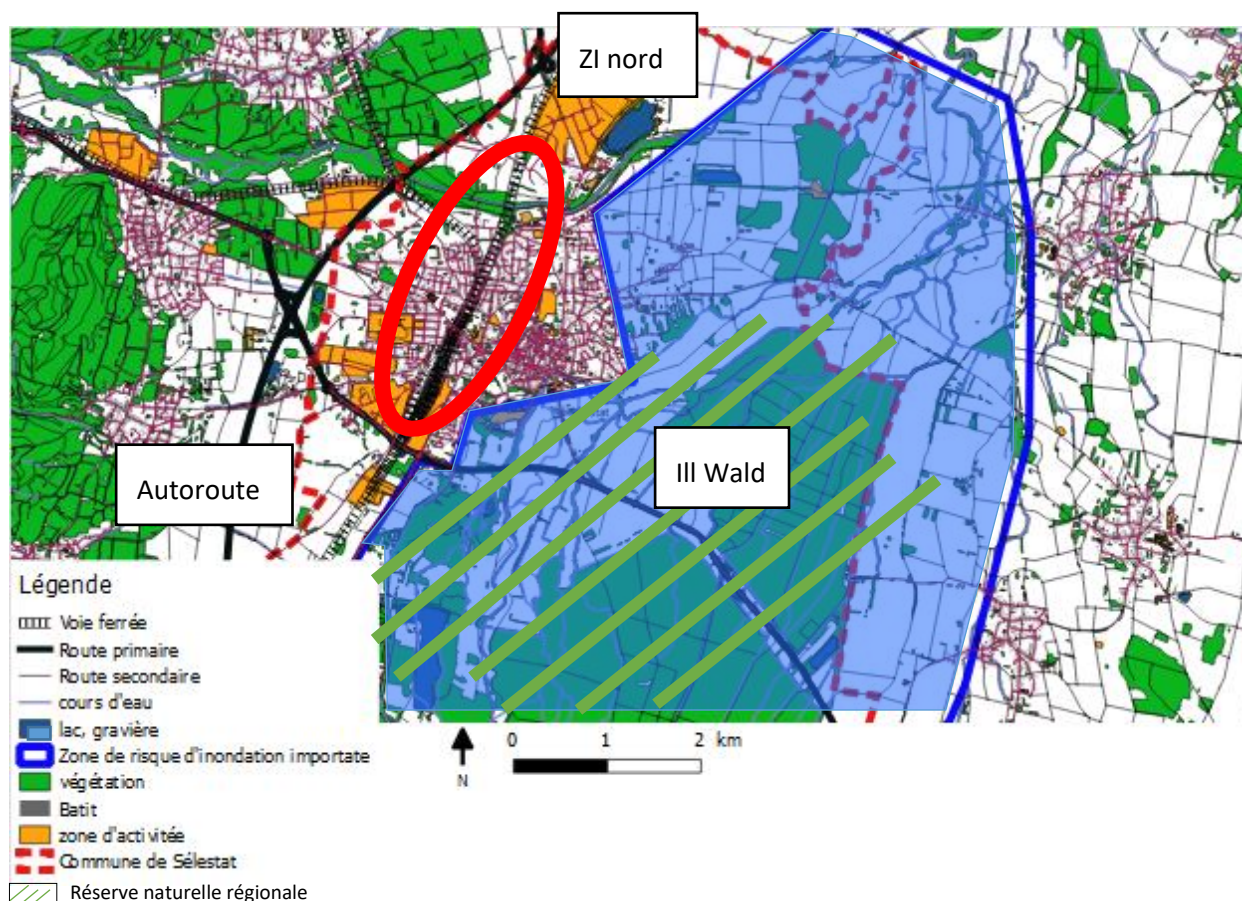 ZI nord
Ill Wald
Autoroute
Légende
Voie ferrée
Route primaire
Route secondaire
cours d'eau
lac, gravière
Zone de risque d'inondation importate
végétation
Batit
zone d'activitée
Commune de Sélestat
Réserve naturelle régionale
0 1 2 km
N